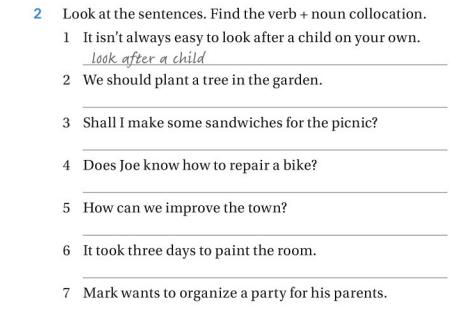 2 Look at the sentences. Find the verb + noun collocation.
1 It isn't always easy to look after a child on your own.
look after a child
2 We should plant a tree in the garden.
3 Shall I make some sandwiches for the picnic?
4 Does Joe know how to repair a bike?
5 How can we improve the town?
6 It took three days to paint the room.
7 Mark wants to organize a party for his parents.